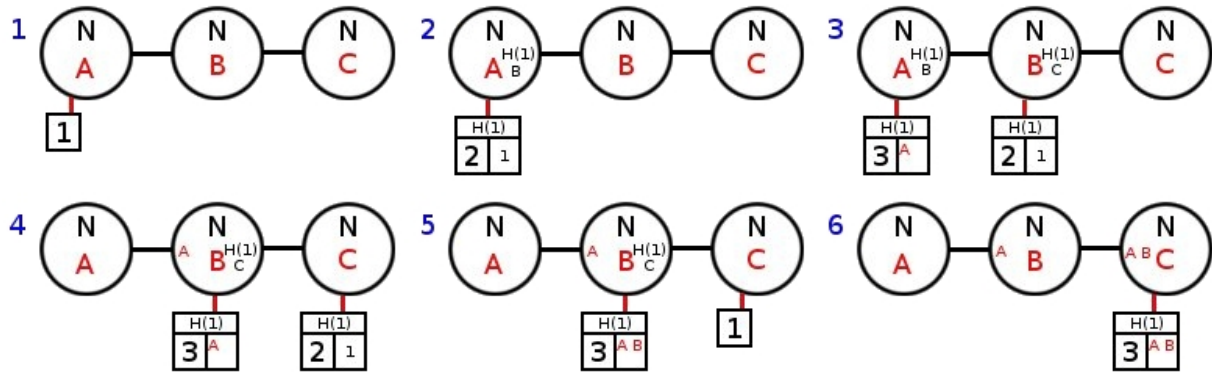 1 N N N
A B C
1
2 N N N
A H(1) B B C
H(1)
2 1
3 N N N
A H(1) B B H(1) C C
H(1) H(1)
3 A 2 1
4 N N N
A A B H(1) C C
H(1) H(1)
3 A 2 1
5 N N N
A A B H(1) C C
H(1) 1
3 A B
6 N N N
A A B A B C
H(1)
3 A B